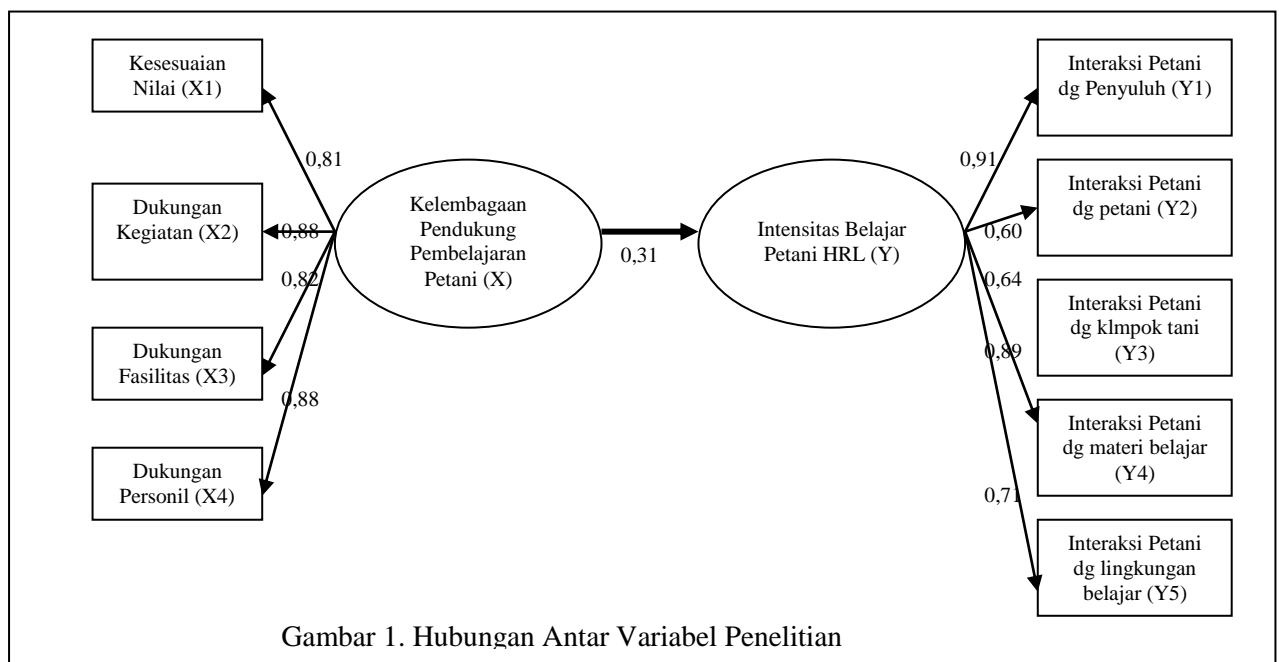 Kesesuaian
Nilai (X1)
Dukungan
Kegiatan (X2)
Dukungan
Fasilitas (X3)
Dukungan
Personil (X4)
0,81
0,88
0,82
0,88
Kelembagaan
Pendukung
Pembelajaran
Petani (X)
0,31
Intensitas Belajar
Petani HRL (Y)
0,91
0,60
0,64
0,89
0,71
Interaksi Petani
dg Penyuluh (Y1)
Interaksi Petani
dg petani (Y2)
Interaksi Petani
dg klmpok tani
(Y3)
Interaksi Petani
dg materi belajar
(Y4)
Interaksi Petani
dg lingkungan
belajar (Y5)
Gambar 1. Hubungan Antar Variabel Penelitian